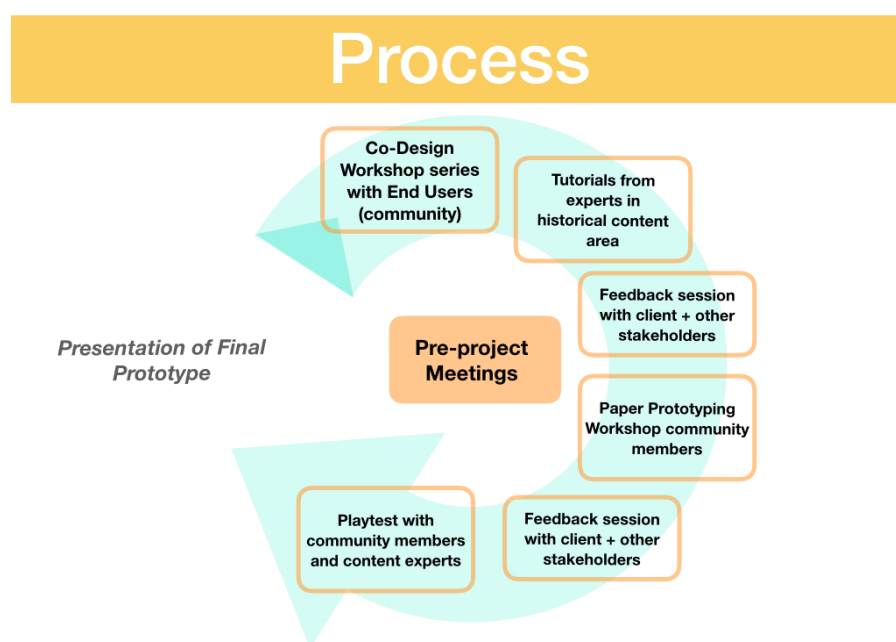 Process
Co-Design
Workshop series
with End Users
(community)
Tutorials from
experts in
historical content
area
Feedback session
with client + other
stakeholders
Paper Prototyping
Workshop community
members
Feedback session
with client + other
stakeholders
Playtest with
community members
and content experts
Pre-project
Meetings
Presentation of Final
Prototype